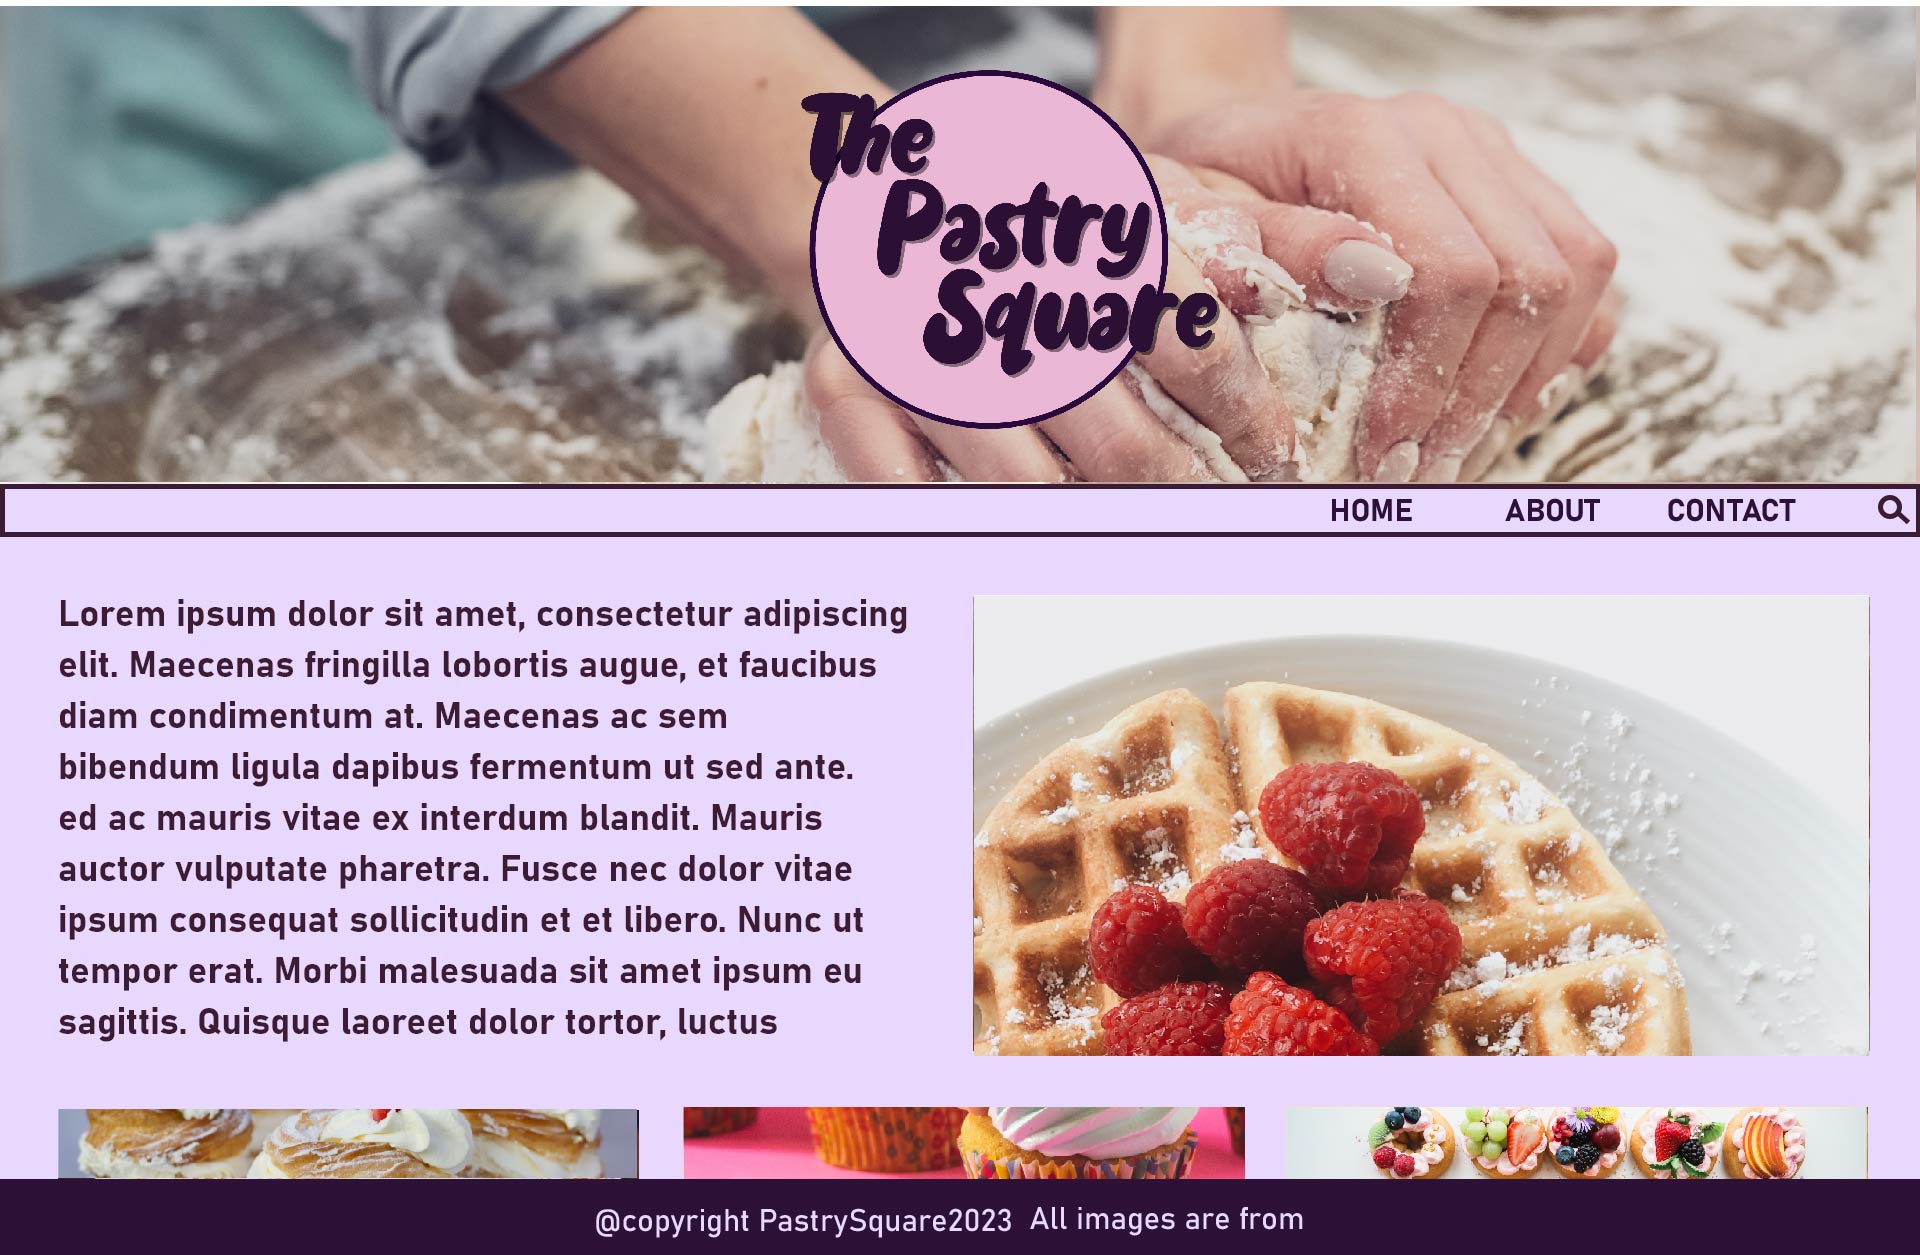 The
Pastry
Square
HOME ABOUT CONTACT
Lorem ipsum dolor sit amet, consectetur adipiscing
elit. Maecenas fringilla lobortis augue, et faucibus
diam condimentum at. Maecenas ac sem
bibendum ligula dapibus fermentum ut sed ante.
ed ac mauris vitae ex interdum blandit. Mauris
auctor vulputate pharetra. Fusce nec dolor vitae
ipsum consequat sollicitudin et et libero. Nunc ut
tempor erat. Morbi malesuada sit amet ipsum eu
sagittis. Quisque laoreet dolor tortor, luctus
@copyright PastrySquare2023 All images are from